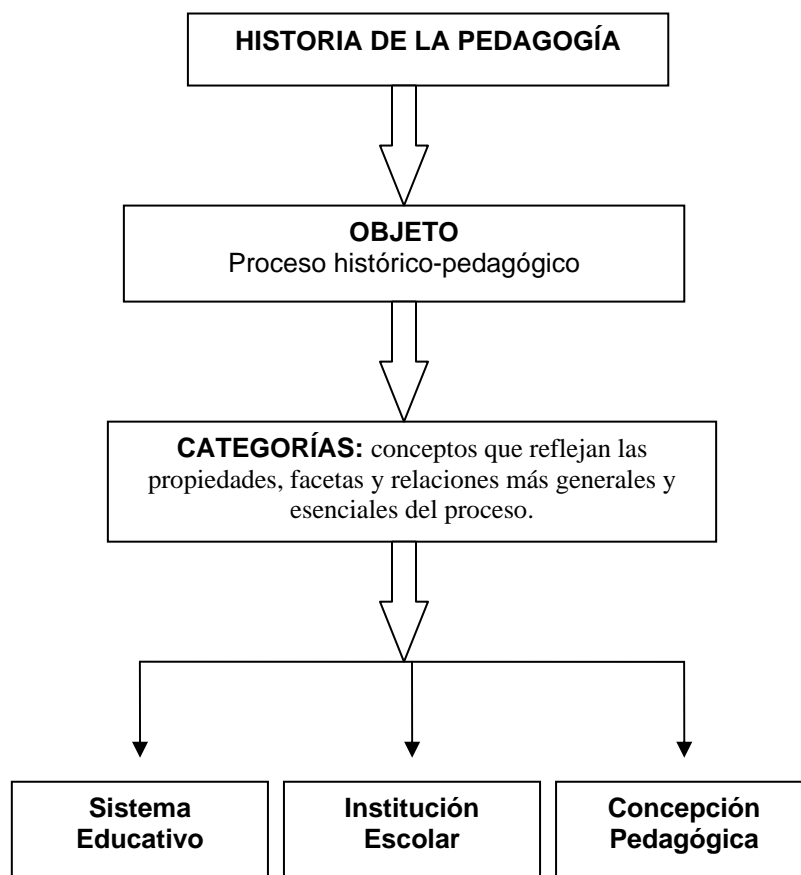 HISTORIA DE LA PEDAGOGÍA
OBJETO
Proceso histórico-pedagógico
CATEGORÍAS: conceptos que reflejan las
propiedades, facetas y relaciones más generales y
esenciales del proceso.
Sistema
Educativo
Institución
Escolar
Concepción
Pedagógica